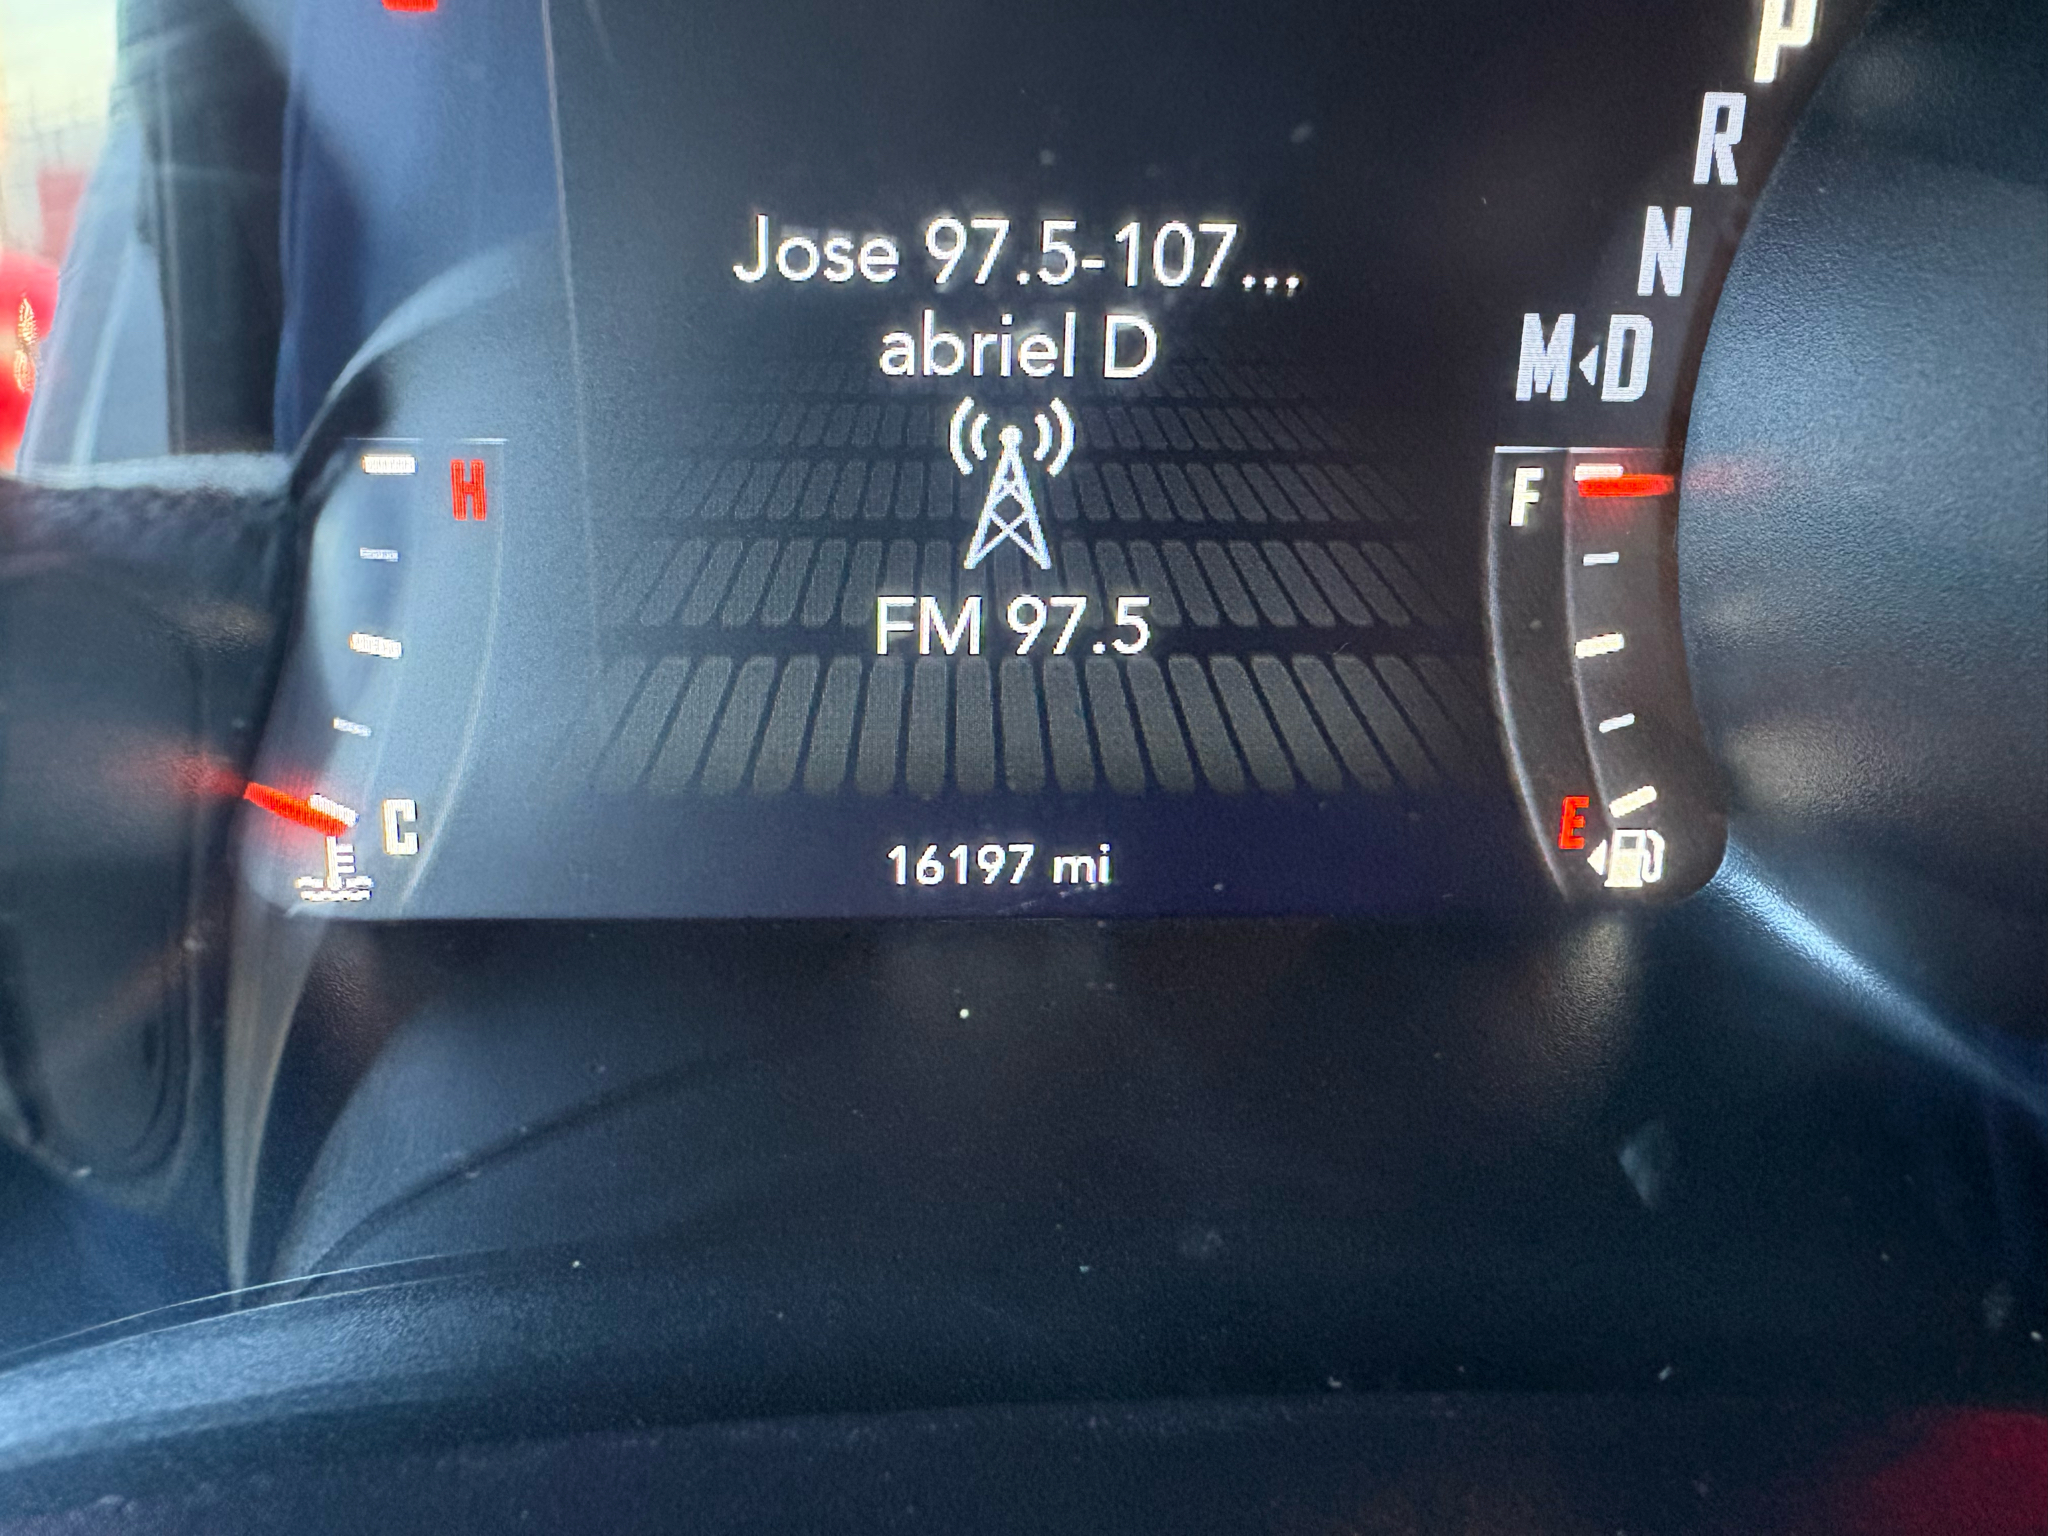 P
R
N
M D
Jose 97.5-107...
abriel D
FM 97.5
H
C
F
E
16197 mi